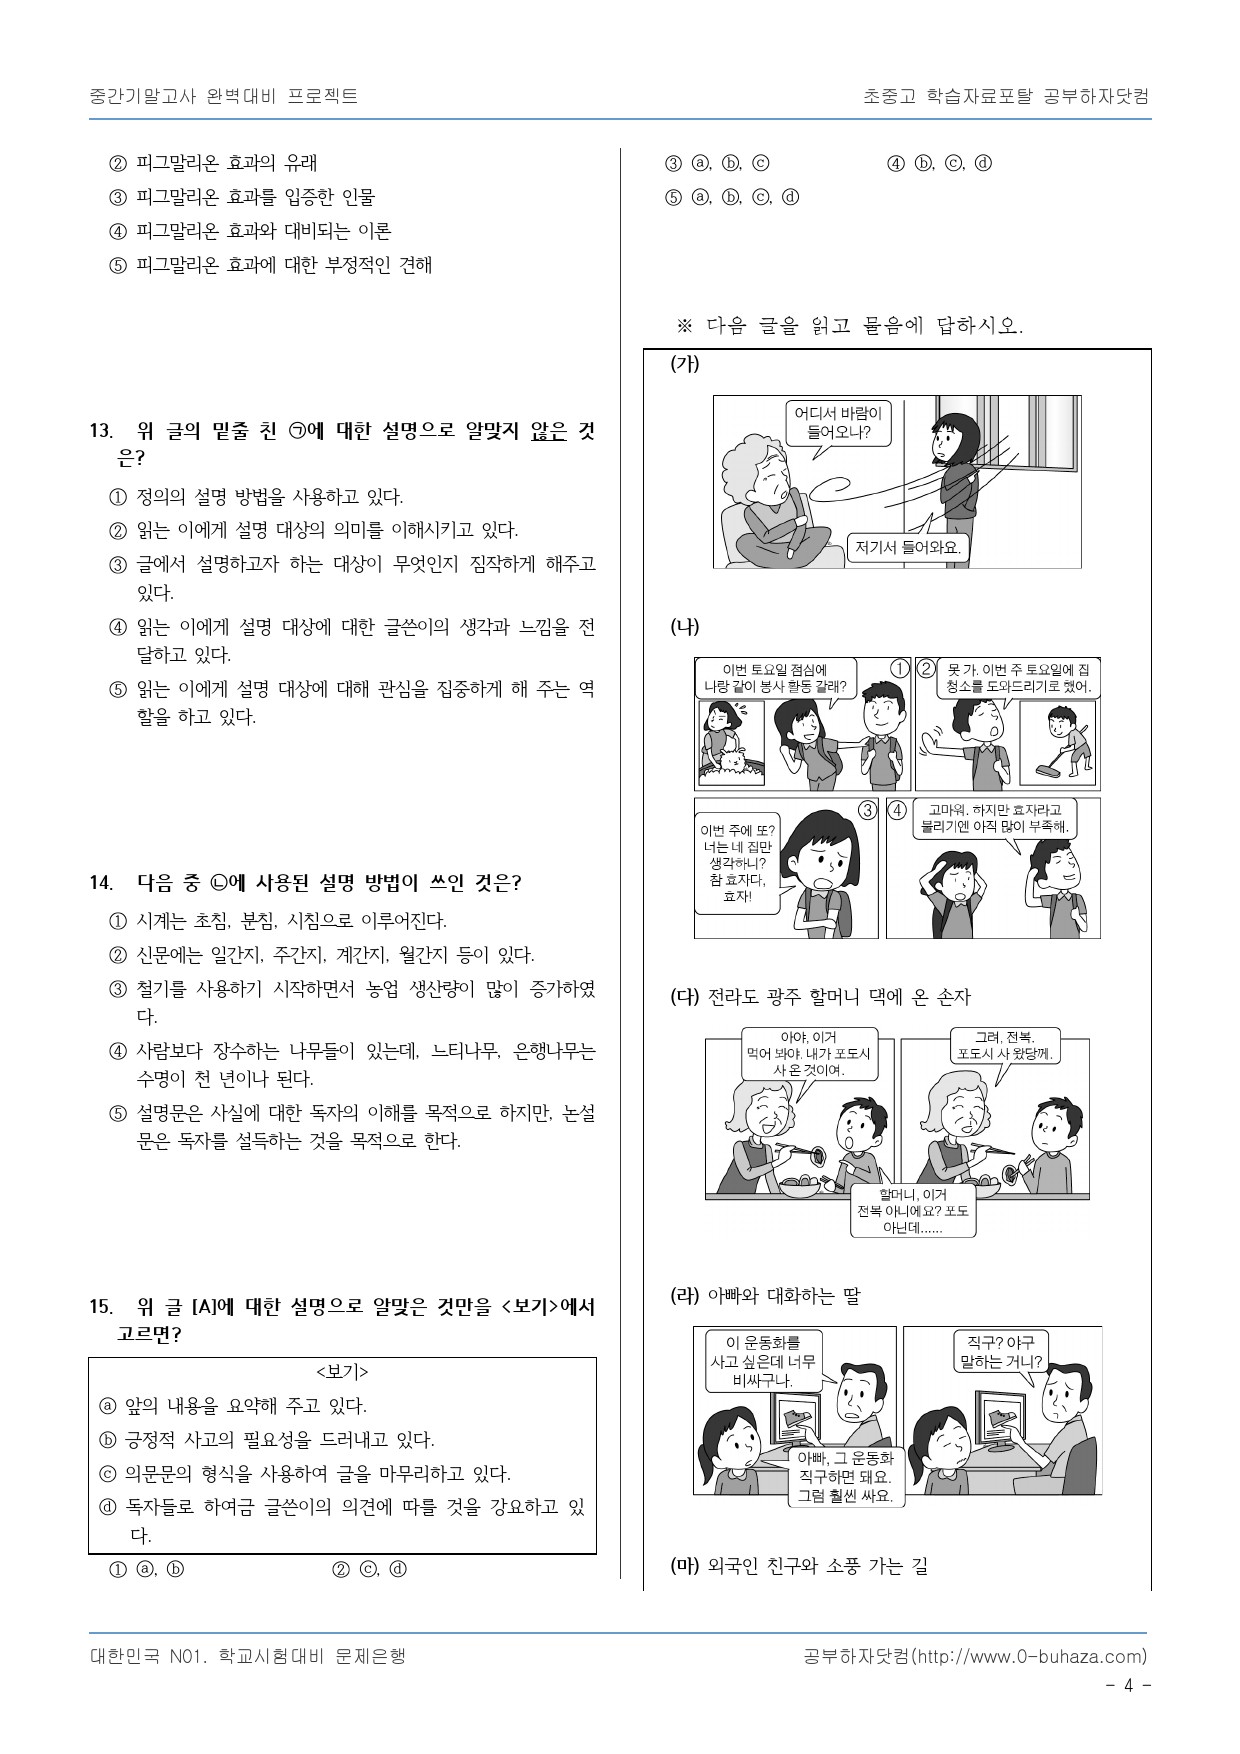 중간기말고사 완벽대비 프로젝트
초중고 학습자료포탈 공부하자닷컴
② 피그말리온 효과의 유래
③ 피그말리온 효과를 입증한 인물
④ 피그말리온 효과와 대비되는 이론
⑤ 피그말리온 효과에 대한 부정적인 견해
13. 위 글의 밑줄 친 ㉠에 대한 설명으로 알맞지 않은 것
은?
① 정의의 설명 방법을 사용하고 있다.
② 읽는 이에게 설명 대상의 의미를 이해시키고 있다.
③ 글에서 설명하고자 하는 대상이 무엇인지 짐작하게 해주고
있다.
④ 읽는 이에게 설명 대상에 대한 글쓴이의 생각과 느낌을 전
달하고 있다.
⑤ 읽는 이에게 설명 대상에 대해 관심을 집중하게 해 주는 역
할을 하고 있다.
14. 다음 중 ㉡에 사용된 설명 방법이 쓰인 것은?
① 시계는 초침, 분침, 시침으로 이루어진다.
② 신문에는 일간지, 주간지, 계간지, 월간지 등이 있다.
③ 철기를 사용하기 시작하면서 농업 생산량이 많이 증가하였
다.
④ 사람보다 장수하는 나무들이 있는데, 느티나무, 은행나무는
수명이 천 년이나 된다.
⑤ 설명문은 사실에 대한 독자의 이해를 목적으로 하지만, 논설
문은 독자를 설득하는 것을 목적으로 한다.
15. 위 글 [A]에 대한 설명으로 알맞은 것만을 <보기>에서
고르면?
<보기>
ⓐ 앞의 내용을 요약해 주고 있다.
ⓑ 긍정적 사고의 필요성을 드러내고 있다.
ⓒ 의문문의 형식을 사용하여 글을 마무리하고 있다.
ⓓ 독자들로 하여금 글쓴이의 의견에 따를 것을 강요하고 있
다.
① ⓐ, ⓑ ② ⓒ, ⓓ
③ ⓐ, ⓑ, ⓒ ④ ⓑ, ⓒ, ⓓ
⑤ ⓐ, ⓑ, ⓒ, ⓓ
※ 다음 글을 읽고 물음에 답하시오.
(가)
어디서 바람이
들어오나?
저기서 들어와요.
(나)
이번 토요일 점심에
나랑 같이 봉사 활동 갈래?
①
②
못 가. 이번 주 토요일에 집
청소를 도와드리기로 했어.
③
이번 주에 또?
너는 네 집만
생각하니?
참 효자다,
효자!
④
고마워. 하지만 효자라고
불리기엔 아직 많이 부족해.
(다) 전라도 광주 할머니 댁에 온 손자
아야, 이거
먹어 봐야. 내가 포도시
사 온 것이여.
할머니, 이거
전복 아니에요? 포도
아닌데......
그려, 전복.
포도시 사 왔당께.
(라) 아빠와 대화하는 딸
이 운동화를
사고 싶은데 너무
비싸구나.
아빠, 그 운동화
직구하면 돼요.
그럼 훨씬 싸요.
직구? 야구
말하는 거니?
(마) 외국인 친구와 소풍 가는 길
대한민국 N01. 학교시험대비 문제은행
공부하자닷컴(http://www.0-buhaza.com)
- 4 -